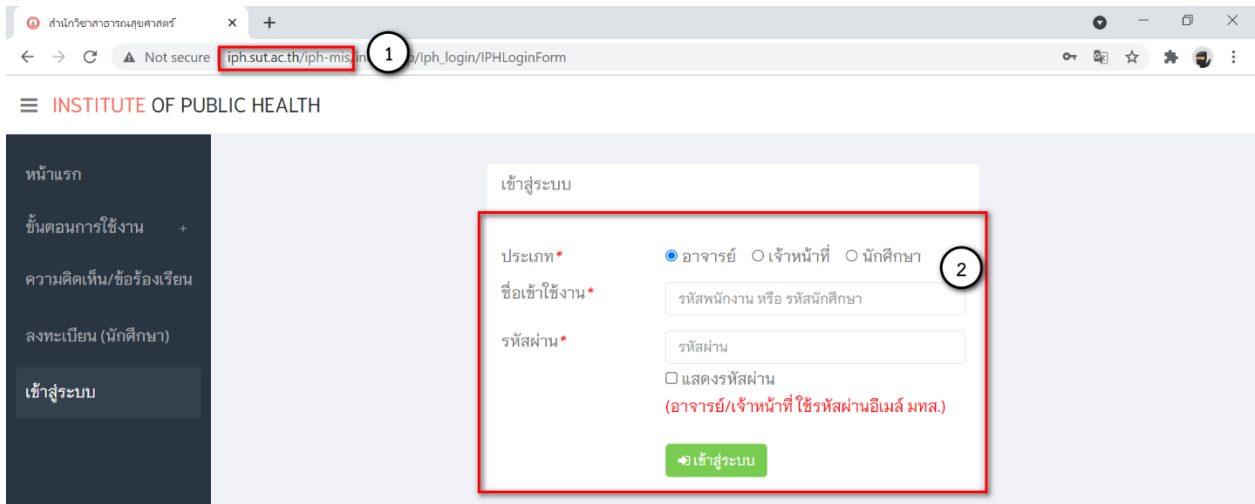 สำนักวิชาสาธารณสุขศาสตร์
Not secure iph.sut.ac.th/iph-mis/in /Iph_login/IPHLoginForm
1
INSTITUTE OF PUBLIC HEALTH
หน้าแรก
ขั้นตอนการใช้งาน +
ความคิดเห็น/ข้อร้องเรียน
ลงทะเบียน (นักศึกษา)
เข้าสู่ระบบ
เข้าสู่ระบบ
ประเภท* อาจารย์ เจ้าหน้าที่ นักศึกษา
2
ชื่อเข้าใช้งาน* รหัสพนักงาน หรือ รหัสนักศึกษา
รหัสผ่าน* รหัสผ่าน
แสดงรหัสผ่าน
(อาจารย์/เจ้าหน้าที่ ใช้รหัสผ่านอีเมล์ มทส.)
เข้าสู่ระบบ